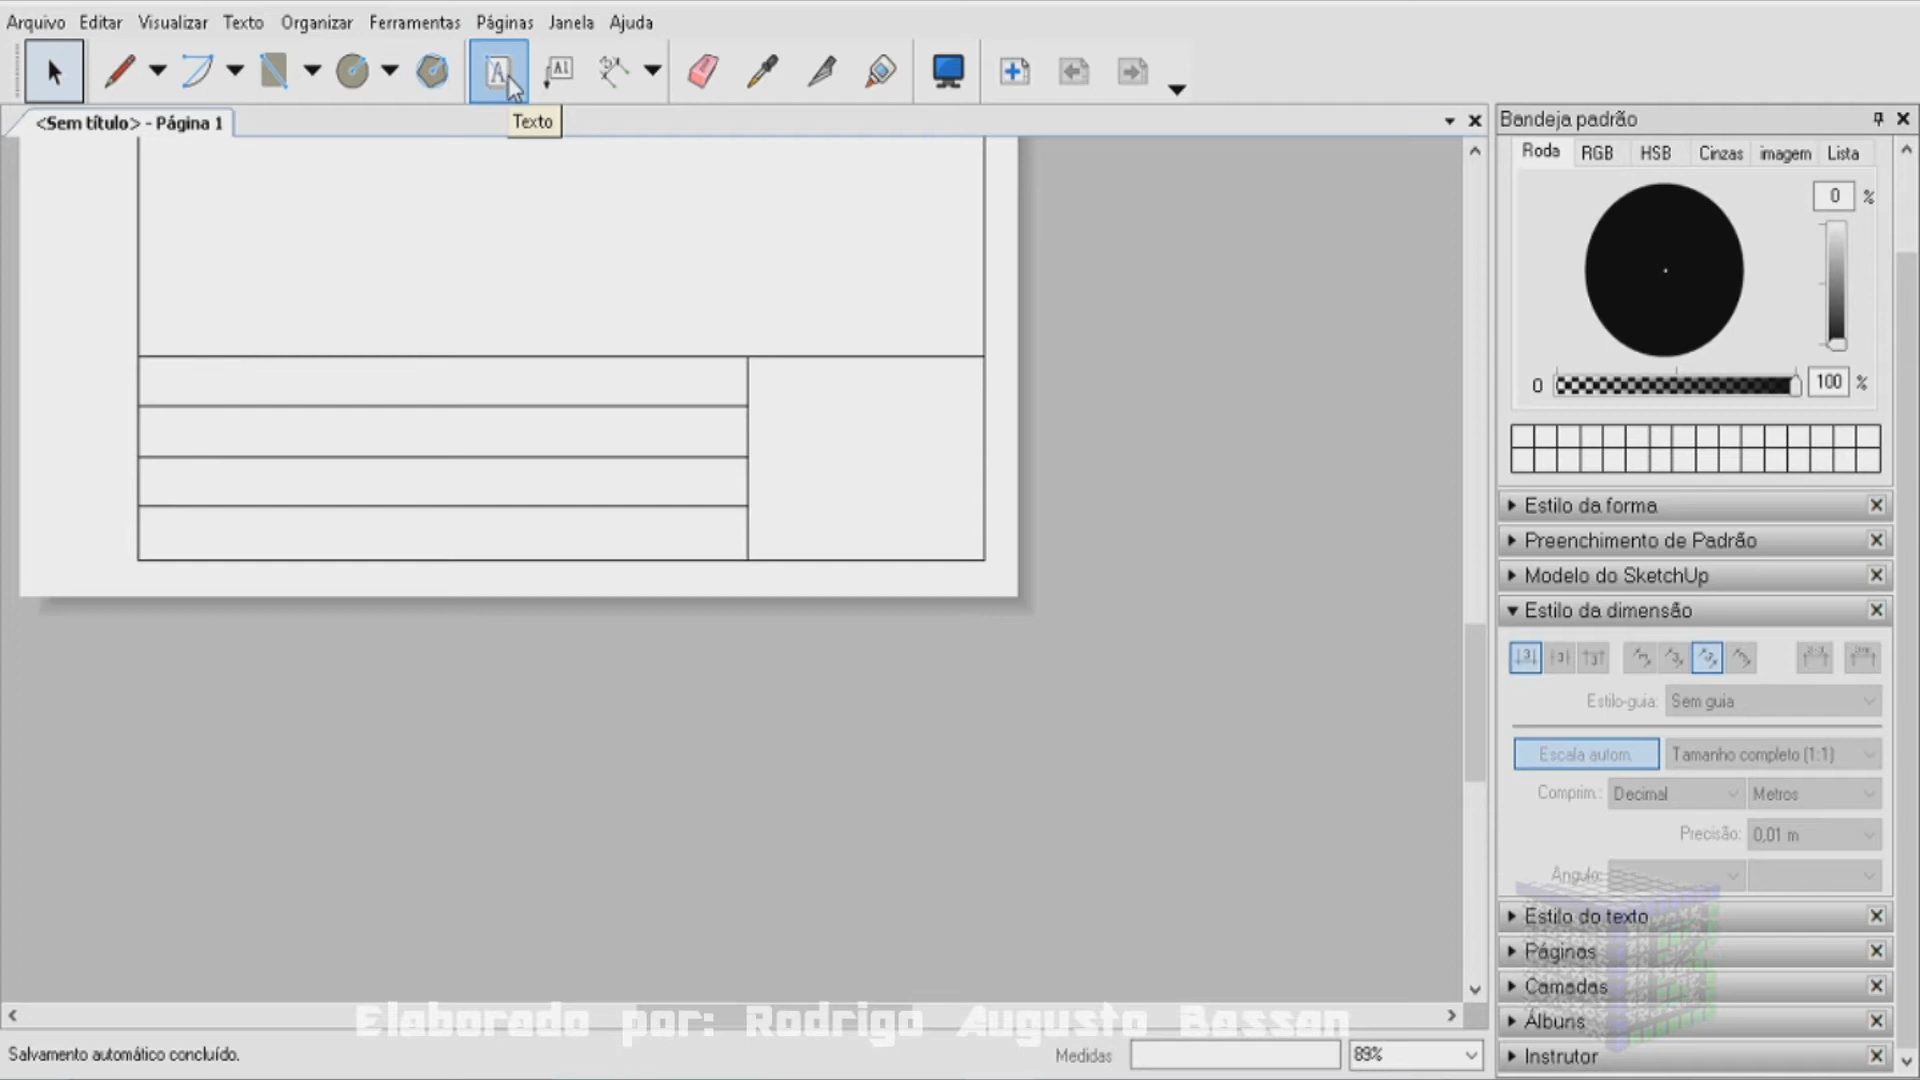 Arquivo Editar Visualizar Texto Organizar Ferramentas Páginas Janela Ajuda
A A1
Texto
<Sem título> - Página 1
Bandeja padrão
Roda RGB HSB Cinzas imagem Lista
0 %
0 100 %
Estilo da forma
Preenchimento de Padrão
Modelo do SketchUp
Estilo da dimensão
Estilo-guia: Sem guia
Escala autom. Tamanho completo (1:1)
Comprim.: Decimal Metros
Precisão: 0,01 m
Ângulo:
Estilo do texto
Páginas
Camadas
Álbuns
Instrutor
Elaborado por: Rodrigo Augusto Bassan
Salvamento automático concluído.
Medidas 89%